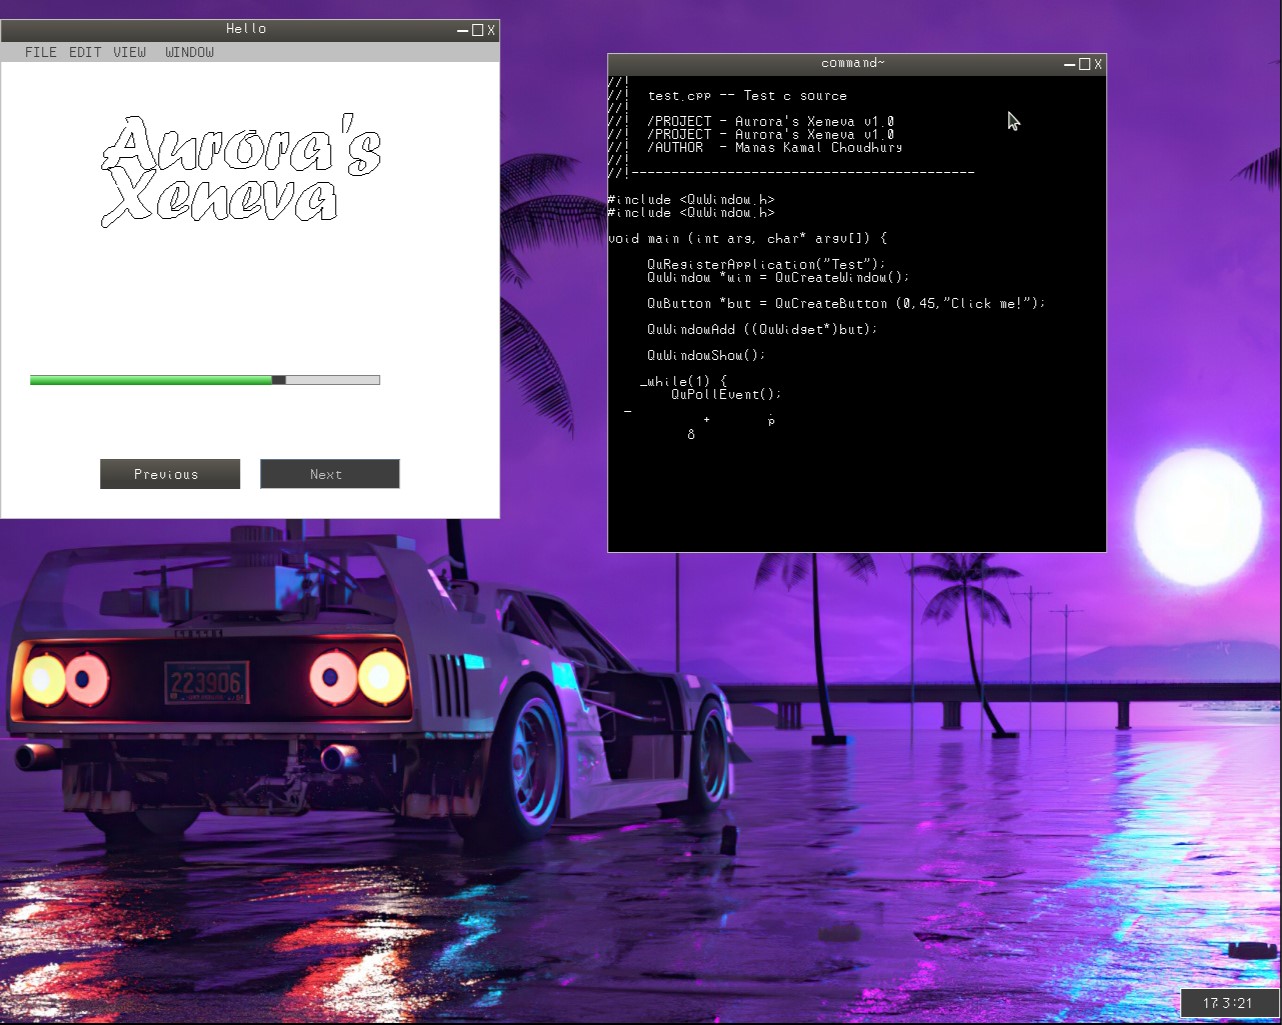 Hello
FILE EDIT VIEW WINDOW
Aurora's
Xeneva
Previous
Next
command~
//!
//!  test.cpp -- Test c source
//!
//!  /PROJECT - Aurora's Xeneva v1.0
//!  /PROJECT - Aurora's Xeneva v1.0
//!  /AUTHOR  - Manas Kamal Choudhury
//!
//!-------------------------------------------
#include <QuWindow.h>
#include <QuWindow.h>
void main (int arg, char* argv[]) {
QuRegisterApplication("Test");
QuWindow *win = QuCreateWindow();
QuButton *but = QuCreateButton (0,45,"Click me!");
QuWindowAdd ((QuWidget*)but);
QuWindowShow();
_while(1) {
QuPollEvent();
223906
17:3:21